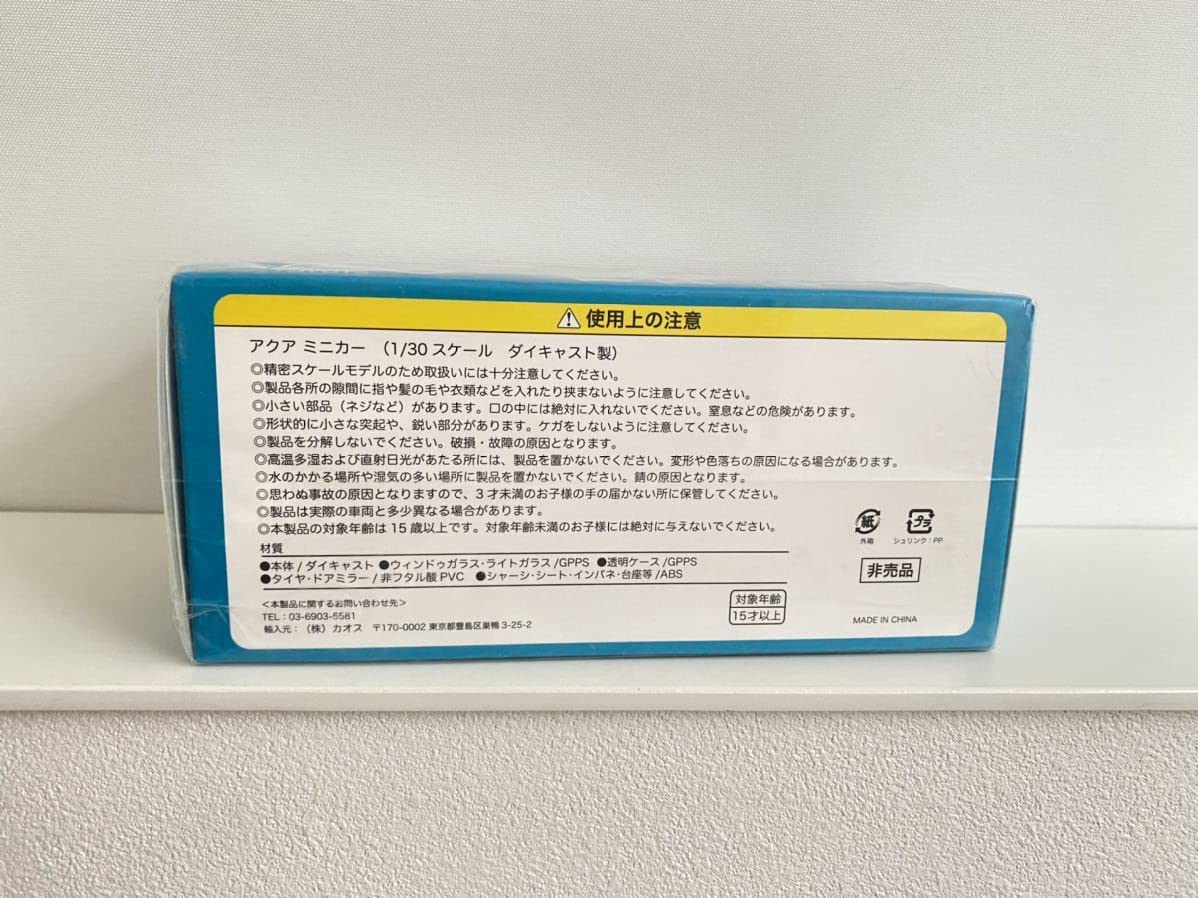 ⚠ 使用上の注意
アクア ミニカー （1/30 スケール　ダイキャスト製）
◎精密スケールモデルのため取扱いには十分注意してください。
◎製品各所の隙間に指や髪の毛や衣類などを入れたり挟まないように注意してください。
◎小さい部品（ネジなど）があります。口の中には絶対に入れないでください。窒息などの危険があります。
◎形状的に小さな突起や、鋭い部分があります。ケガをしないように注意してください。
◎製品を分解しないでください。破損・故障の原因となります。
◎高温多湿および直射日光があたる所には、製品を置かないでください。変形や色落ちの原因になる場合があります。
◎水のかかる場所や湿気の多い場所に製品を置かないでください。錆の原因となります。
◎思わぬ事故の原因となりますので、3才未満のお子様の手の届かない所に保管してください。
◎製品は実際の車両と多少異なる場合があります。
◎本製品の対象年齢は 15 歳以上です。対象年齢未満のお子様には絶対に与えないでください。
材質
●本体 / ダイキャスト ●ウィンドゥガラス・ライトガラス /GPPS ●透明ケース /GPPS
●タイヤ・ドアミラー / 非フタル酸 PVC ●シャーシ・シート・インパネ・台座等 /ABS
＜本製品に関するお問い合わせ先＞
TEL：03-6903-5581
輸入元：（株）カオス　〒170-0002 東京都豊島区巣鴨 3-25-2
対象年齢
15才以上
紙
外箱
プラ
シュリンク：PP
非売品
MADE IN CHINA